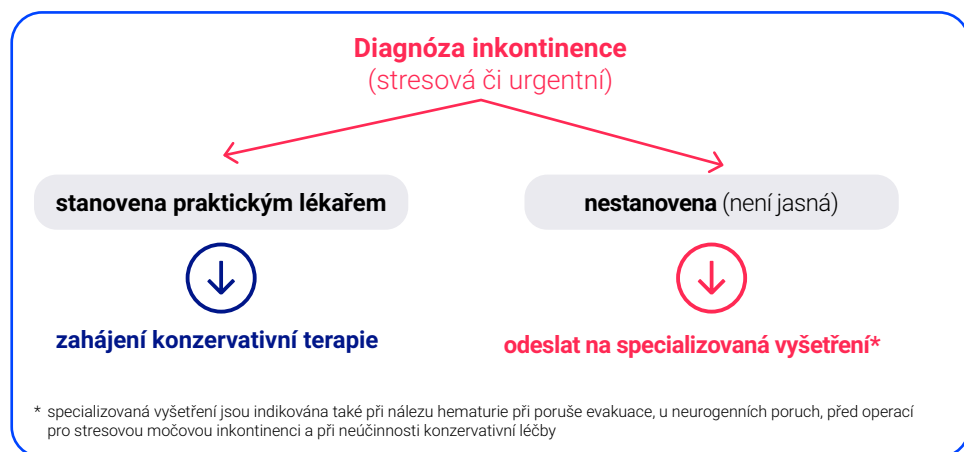 Diagnóza inkontinence
(stresová či urgentní)
stanovena praktickým lékařem
nestanovena (není jasná)
zahájení konzervativní terapie
odeslat na specializovaná vyšetření*
* specializovaná vyšetření jsou indikována také při nálezu hematurie při poruše evakuace, u neurogenních poruch, před operací
pro stresovou močovou inkontinenci a při neúčinnosti konzervativní léčby